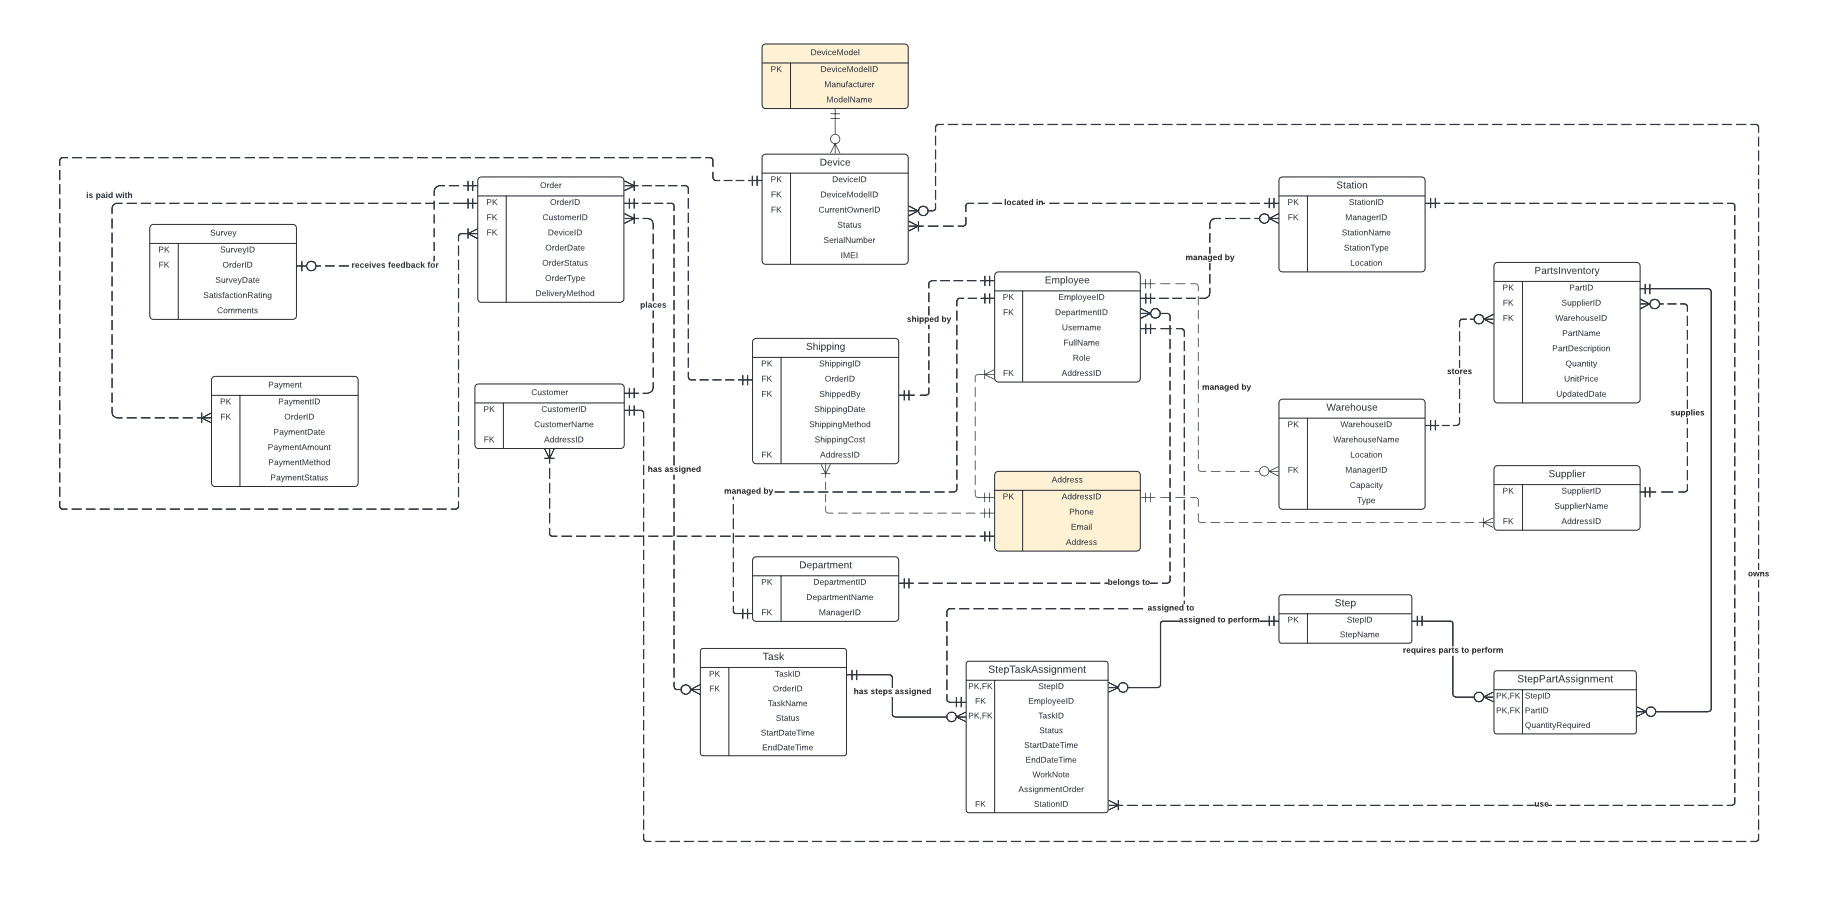 DeviceModel
PK DeviceModelID
Manufacturer
ModelName
Device
PK DeviceID
FK DeviceModelID
FK CurrentOwnerID
Status
SerialNumber
IMEI
is paid with
Order
PK OrderID
FK CustomerID
FK DeviceID
OrderDate
OrderStatus
OrderType
DeliveryMethod
located in
Station
PK StationID
FK ManagerID
StationName
StationType
Location
Survey
PK SurveyID
FK OrderID
SurveyDate
SatisfactionRating
Comments
receives feedback for
managed by
places
shipped by
Employee
PK EmployeeID
FK DepartmentID
Username
FullName
Role
FK AddressID
PartsInventory
PK PartID
FK SupplierID
FK WarehouseID
PartName
PartDescription
Quantity
UnitPrice
UpdatedDate
Shipping
PK ShippingID
FK OrderID
FK ShippedBy
ShippingDate
ShippingMethod
ShippingCost
FK AddressID
Payment
PK PaymentID
FK OrderID
PaymentDate
PaymentAmount
PaymentMethod
PaymentStatus
Customer
PK CustomerID
CustomerName
FK AddressID
managed by
stores
supplies
Warehouse
PK WarehouseID
WarehouseName
Location
FK ManagerID
Capacity
Type
has assigned
managed by
Address
PK AddressID
Phone
Email
Address
Supplier
PK SupplierID
SupplierName
FK AddressID
Department
PK DepartmentID
DepartmentName
FK ManagerID
belongs to
owns
assigned to
assigned to perform
Step
PK StepID
StepName
requires parts to perform
Task
PK TaskID
FK OrderID
TaskName
Status
StartDateTime
EndDateTime
has steps assigned
StepTaskAssignment
PK,FK StepID
FK EmployeeID
PK,FK TaskID
Status
StartDateTime
EndDateTime
WorkNote
AssignmentOrder
FK StationID
StepPartAssignment
PK,FK StepID
PK,FK PartID
QuantityRequired
use